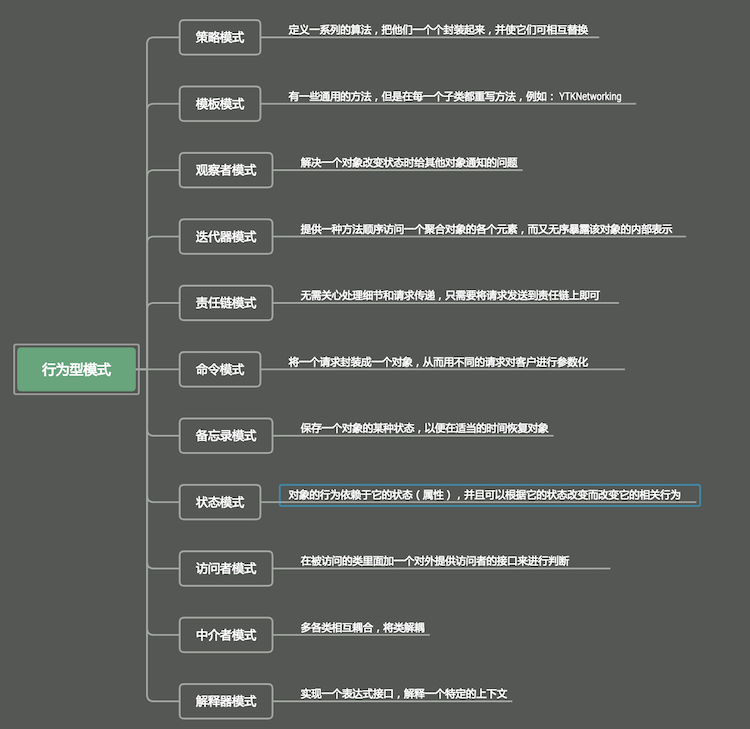 策略模式
定义一系列的算法，把他们一个个封装起来，并使它们可相互替换
模板模式
有一些通用的方法，但是在每一个子类都重写方法，例如： YTKNetworking
观察者模式
解决一个对象改变状态时给其他对象通知的问题
迭代器模式
提供一种方法顺序访问一个聚合对象的各个元素，而又无序暴露该对象的内部表示
责任链模式
无需关心处理细节和请求传递，只需要将请求发送到责任链上即可
行为型模式
命令模式
将一个请求封装成一个对象，从而用不同的请求对客户进行参数化
备忘录模式
保存一个对象的某种状态，以便在适当的时间恢复对象
状态模式
对象的行为依赖于它的状态（属性），并且可以根据它的状态改变而改变它的相关行为
访问者模式
在被访问的类里面加一个对外提供访问者的接口来进行判断
中介者模式
多各类相互耦合，将类解耦
解释器模式
实现一个表达式接口，解释一个特定的上下文